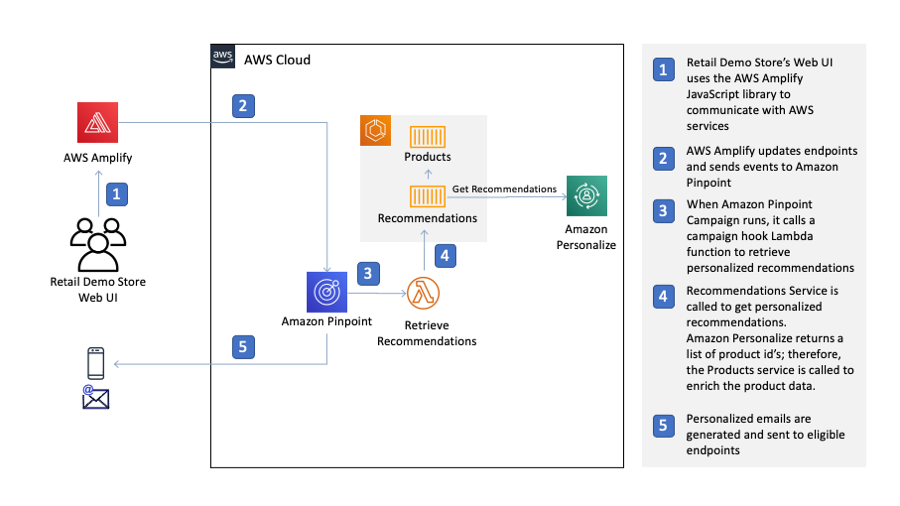 aws
AWS Cloud
2
AWS Amplify
1
Retail Demo Store
Web UI
Products
Recommendations
Get Recommendations
Amazon
Personalize
4
3
Amazon Pinpoint
Retrieve
Recommendations
5
@
1
Retail Demo Store’s Web UI
uses the AWS Amplify
JavaScript library to
communicate with AWS
services
2
AWS Amplify updates endpoints
and sends events to Amazon
Pinpoint
3
When Amazon Pinpoint
Campaign runs, it calls a
campaign hook Lambda
function to retrieve
personalized recommendations
4
Recommendations Service is
called to get personalized
recommendations.
Amazon Personalize returns a
list of product id’s; therefore,
the Products service is called to
enrich the product data.
5
Personalized emails are
generated and sent to eligible
endpoints